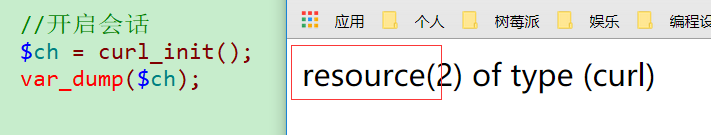 //开启会话
$ch = curl_init();
var_dump($ch);
应用 个人 树莓派 娱乐 编程设
resource(2) of type (curl)